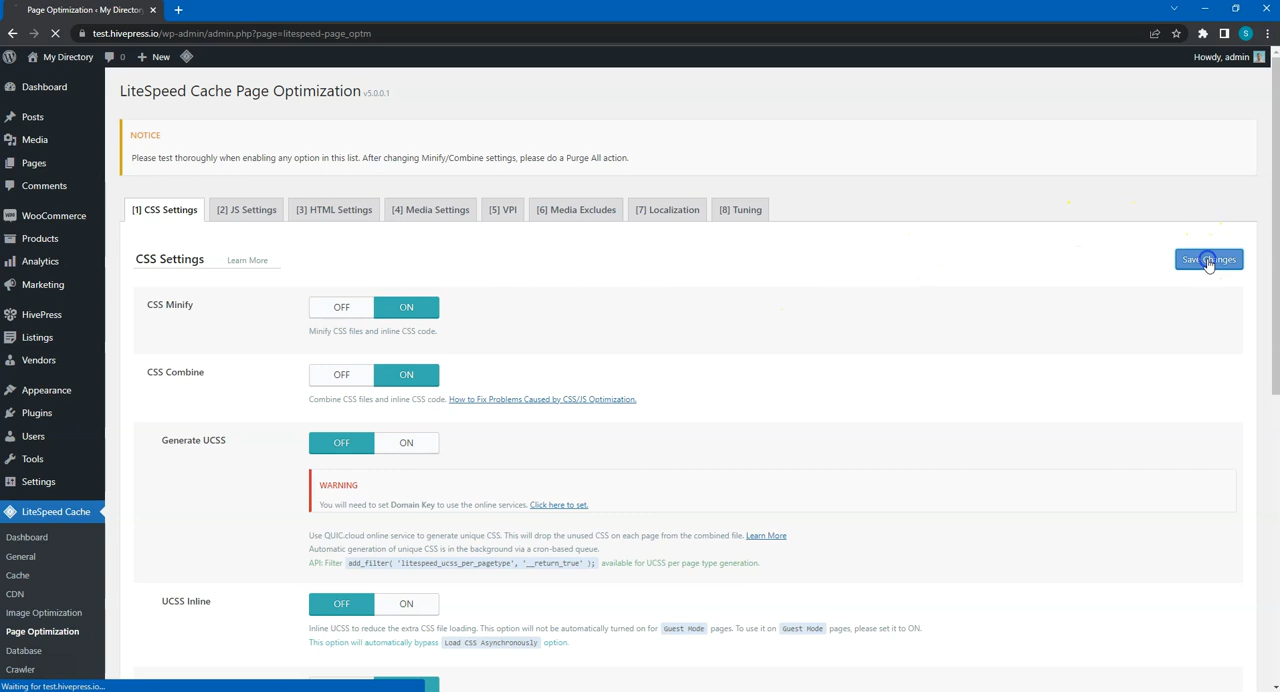 Page Optimization ‹ My Directory
test.hivepress.io/wp-admin/admin.php?page=litespeed-page_optm
S
My Directory
0
New
Howdy, admin
Dashboard
Posts
Media
Pages
Comments
WooCommerce
Products
Analytics
Marketing
HivePress
Listings
Vendors
Appearance
Plugins
Users
Tools
Settings
LiteSpeed Cache
Dashboard
General
Cache
CDN
Image Optimization
Page Optimization
Database
Crawler
Waiting for test.hivepress.io...
LiteSpeed Cache Page Optimization v5.0.0.1
NOTICE
Please test thoroughly when enabling any option in this list. After changing Minify/Combine settings, please do a Purge All action.
[1] CSS Settings [2] JS Settings [3] HTML Settings [4] Media Settings [5] VPI [6] Media Excludes [7] Localization [8] Tuning
CSS Settings Learn More
Save Changes
CSS Minify OFF ON
Minify CSS files and inline CSS code.
CSS Combine OFF ON
Combine CSS files and inline CSS code. How to Fix Problems Caused by CSS/JS Optimization.
Generate UCSS OFF ON
WARNING
You will need to set Domain Key to use the online services. Click here to set.
Use QUIC.cloud online service to generate unique CSS. This will drop the unused CSS on each page from the combined file. Learn More
Automatic generation of unique CSS is in the background via a cron-based queue.
API: Filter add_filter( 'litespeed_ucss_per_pagetype', '__return_true' ); available for UCSS per page type generation.
UCSS Inline OFF ON
Inline UCSS to reduce the extra CSS file loading. This option will not be automatically turned on for Guest Mode pages. To use it on Guest Mode pages, please set it to ON.
This option will automatically bypass Load CSS Asynchronously option.